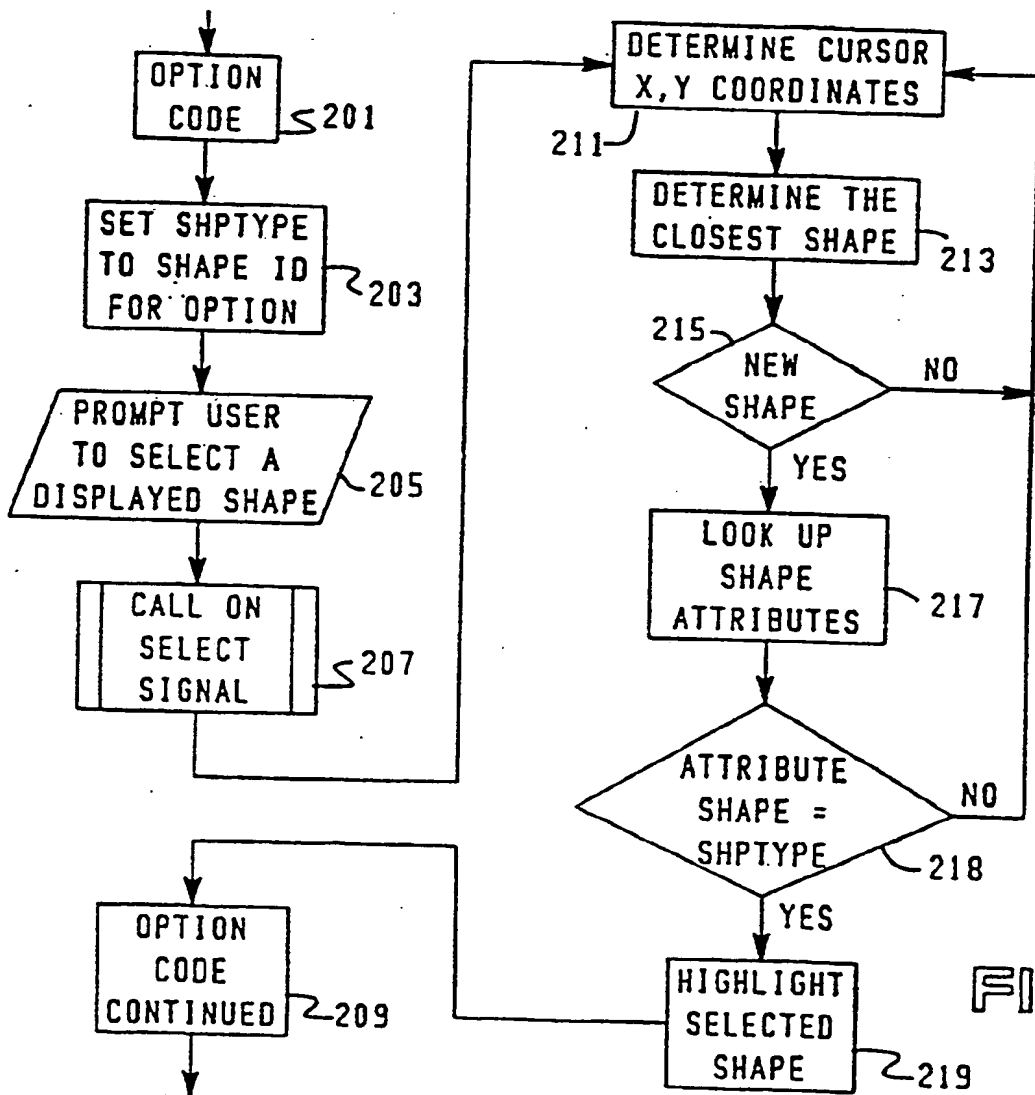 OPTION
CODE
201
SET SHPTYPE
TO SHAPE ID
FOR OPTION
203
PROMPT USER
TO SELECT A
DISPLAYED SHAPE
205
CALL ON
SELECT
SIGNAL
207
OPTION
CODE
CONTINUED
209
DETERMINE CURSOR
X,Y COORDINATES
211
DETERMINE THE
CLOSEST SHAPE
213
215
NEW
SHAPE
NO
YES
LOOK UP
SHAPE
ATTRIBUTES
217
ATTRIBUTE
SHAPE =
SHPTYPE
NO
218
YES
HIGHLIGHT
SELECTED
SHAPE
219
FI